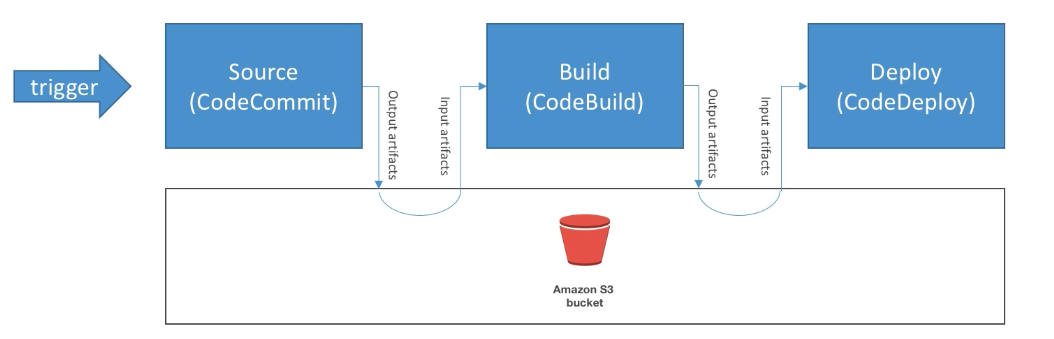 trigger
Source
(CodeCommit)
Output artifacts
Input artifacts
Build
(CodeBuild)
Output artifacts
Input artifacts
Deploy
(CodeDeploy)
Amazon S3
bucket